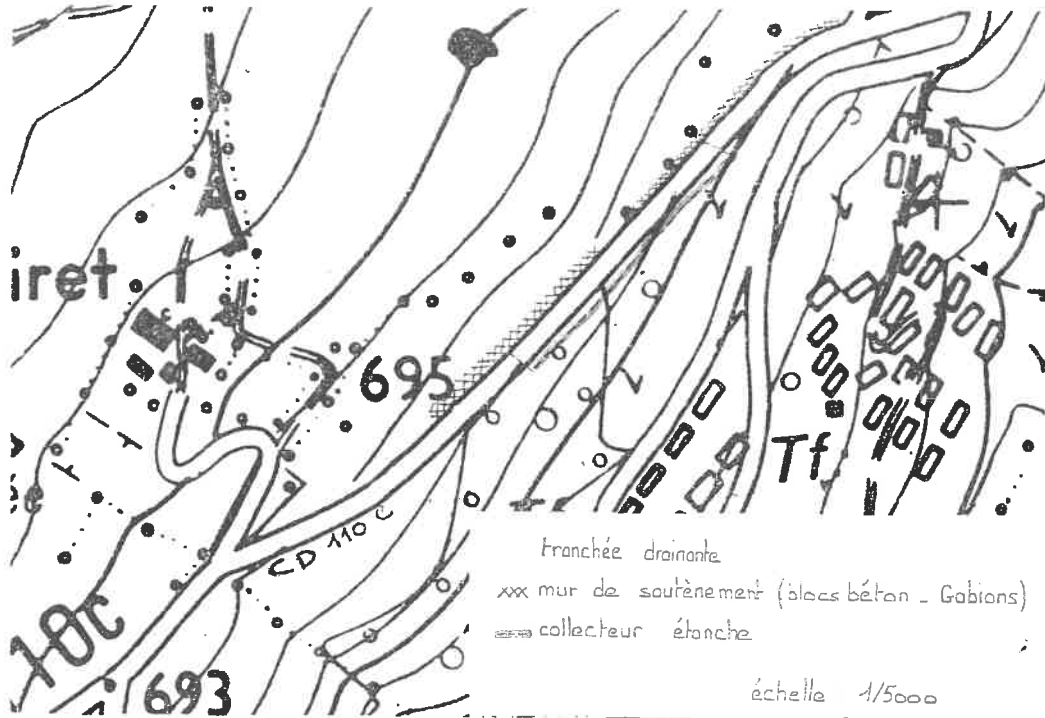 iret
695
Tf
CD 110 C
10C
693
tranchée drainante
xxx mur de soutènement (blocs béton - Gabions)
collecteur étanche
échelle 1/5000